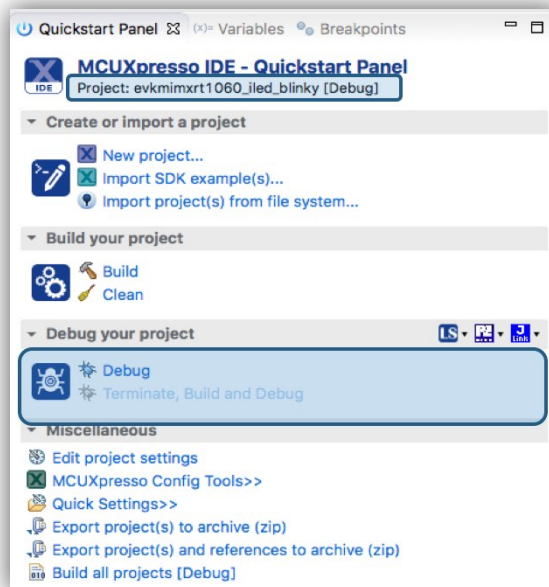 Quickstart Panel (x)= Variables Breakpoints
MCUXpresso IDE - Quickstart Panel
IDE
Project: evkmimxrt1060_iled_blinky [Debug]
Create or import a project
New project...
Import SDK example(s)...
Import project(s) from file system...
Build your project
Build
Clean
Debug your project LS J Link
Debug
Terminate, Build and Debug
Miscellaneous
Edit project settings
MCUXpresso Config Tools>>
Quick Settings>>
Export project(s) to archive (zip)
Export project(s) and references to archive (zip)
010 Build all projects [Debug]